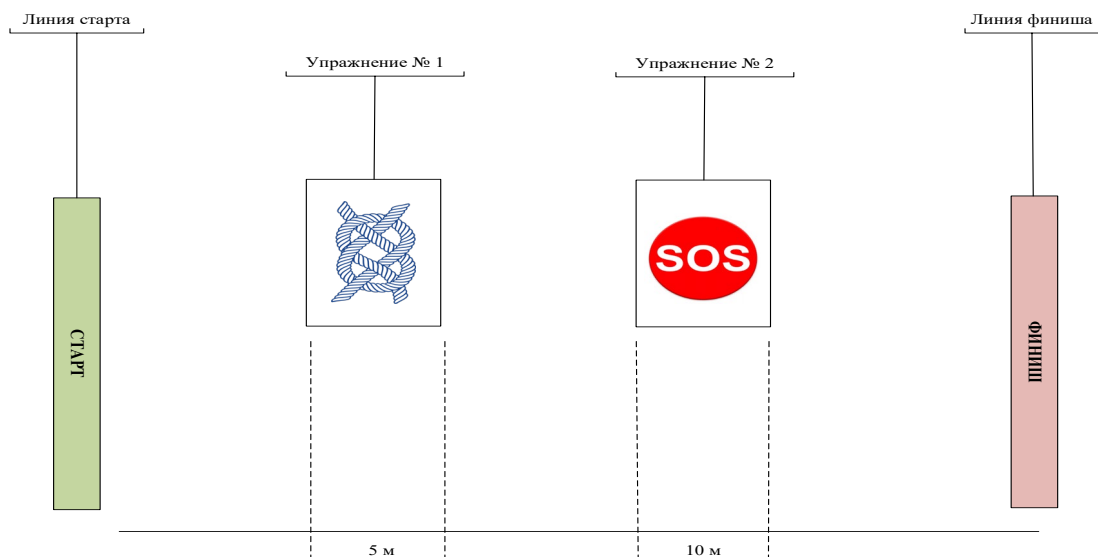 Линия старта
Линия финиша
Упражнение № 1
Упражнение № 2
SOS
СТАРТ
ФИНИШ
5 м
10 м